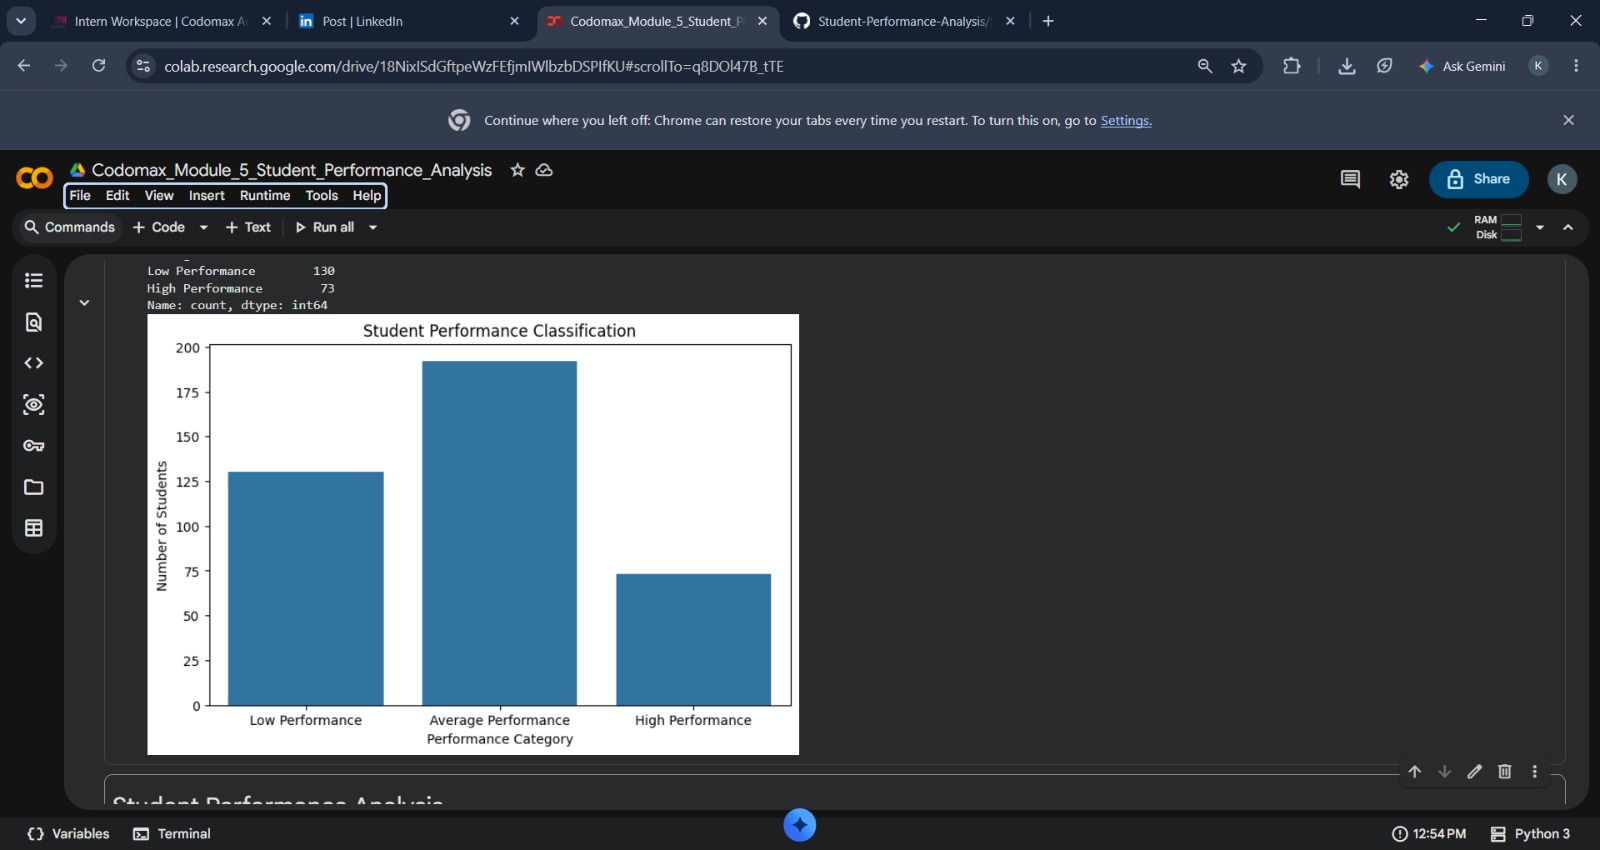 Intern Workspace | Codomax A
Post | LinkedIn
Codomax_Module_5_Student_P
Student-Performance-Analysis/
colab.research.google.com/drive/18NixlSdGftpeWzFEfjmIWlbzbDSPIfKU#scrollTo=q8DOl47B_tTE
Ask Gemini
K
Continue where you left off: Chrome can restore your tabs every time you restart. To turn this on, go to Settings.
Codomax_Module_5_Student_Performance_Analysis
File Edit View Insert Runtime Tools Help
Share
K
Commands + Code + Text Run all
RAM
Disk
Low Performance 130
High Performance 73
Name: count, dtype: int64
Student Performance Classification
200
175
150
125
100
75
50
25
0
Number of Students
Low Performance Average Performance High Performance
Performance Category
Student Performance Analysis
{} Variables Terminal
12:54 PM Python 3